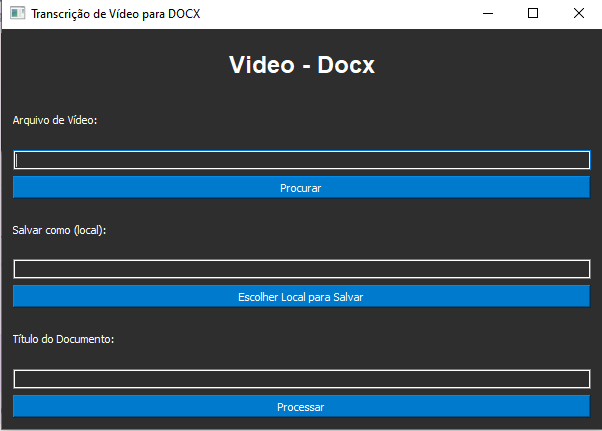 Transcrição de Vídeo para DOCX
Video - Docx
Arquivo de Vídeo:
Procurar
Salvar como (local):
Escolher Local para Salvar
Título do Documento:
Processar